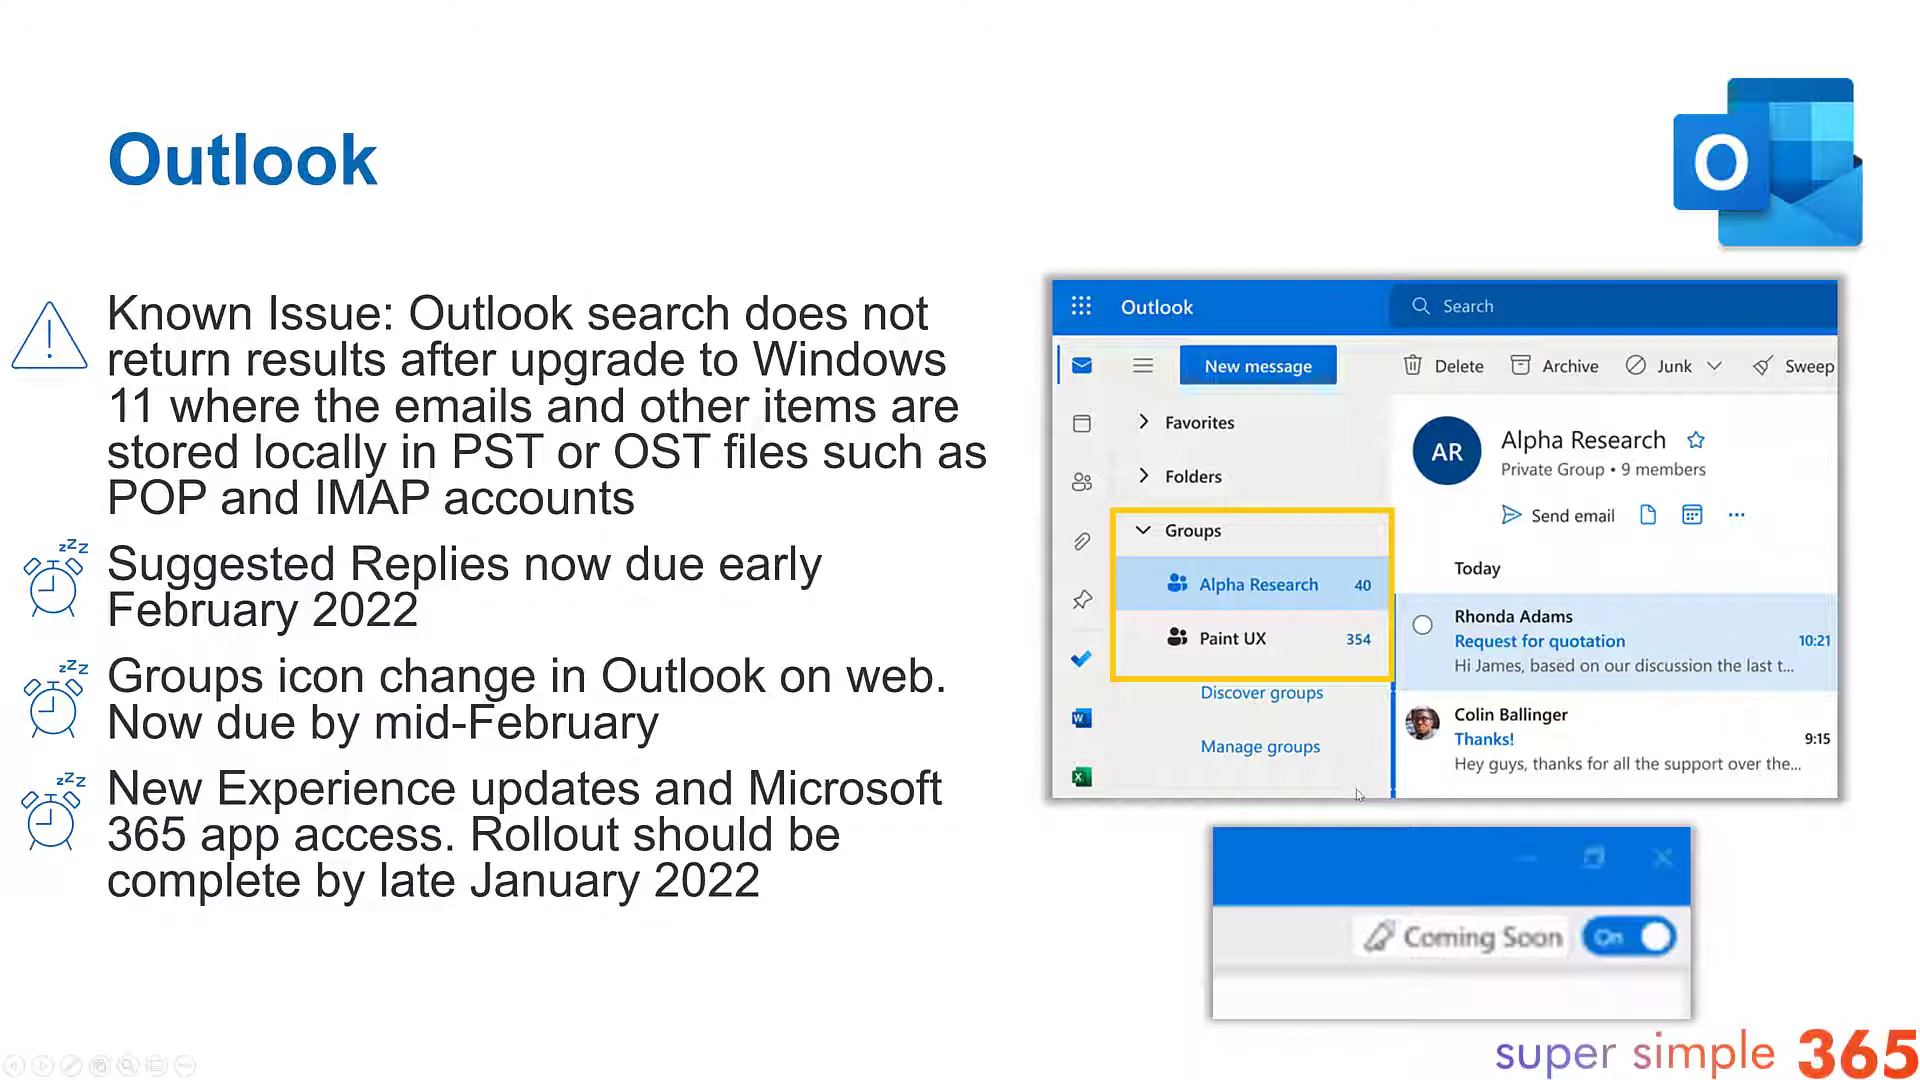 Outlook
O
Known Issue: Outlook search does not
return results after upgrade to Windows
11 where the emails and other items are
stored locally in PST or OST files such as
POP and IMAP accounts
zzZ
Suggested Replies now due early
February 2022
zzZ
Groups icon change in Outlook on web.
Now due by mid-February
zzZ
New Experience updates and Microsoft
365 app access. Rollout should be
complete by late January 2022
Outlook
Search
New message
Delete
Archive
Junk
Sweep
Favorites
Folders
Groups
Alpha Research 40
Paint UX 354
Discover groups
Manage groups
W
X
AR
Alpha Research
Private Group • 9 members
Send email
Today
Rhonda Adams
Request for quotation 10:21
Hi James, based on our discussion the last t...
Colin Ballinger
Thanks! 9:15
Hey guys, thanks for all the support over the...
Coming Soon On
super simple 365